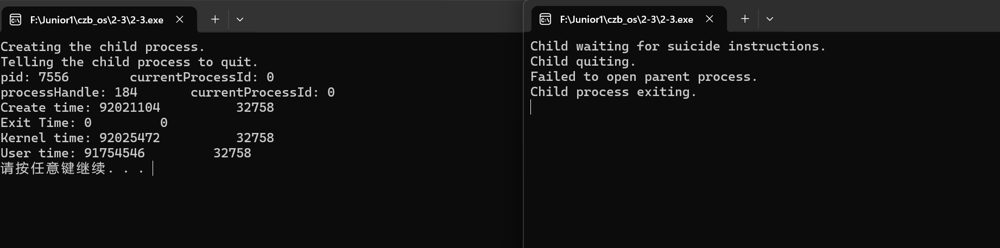 F:\Junior1\czb_os\2-3\2-3.exe
Creating the child process.
Telling the child process to quit.
pid: 7556        currentProcessId: 0
processHandle: 184       currentProcessId: 0
Create time: 92021104          32758
Exit Time: 0         0
Kernel time: 92025472          32758
User time: 91754546         32758
请按任意键继续. . .
F:\Junior1\czb_os\2-3\2-3.exe
Child waiting for suicide instructions.
Child quiting.
Failed to open parent process.
Child process exiting.